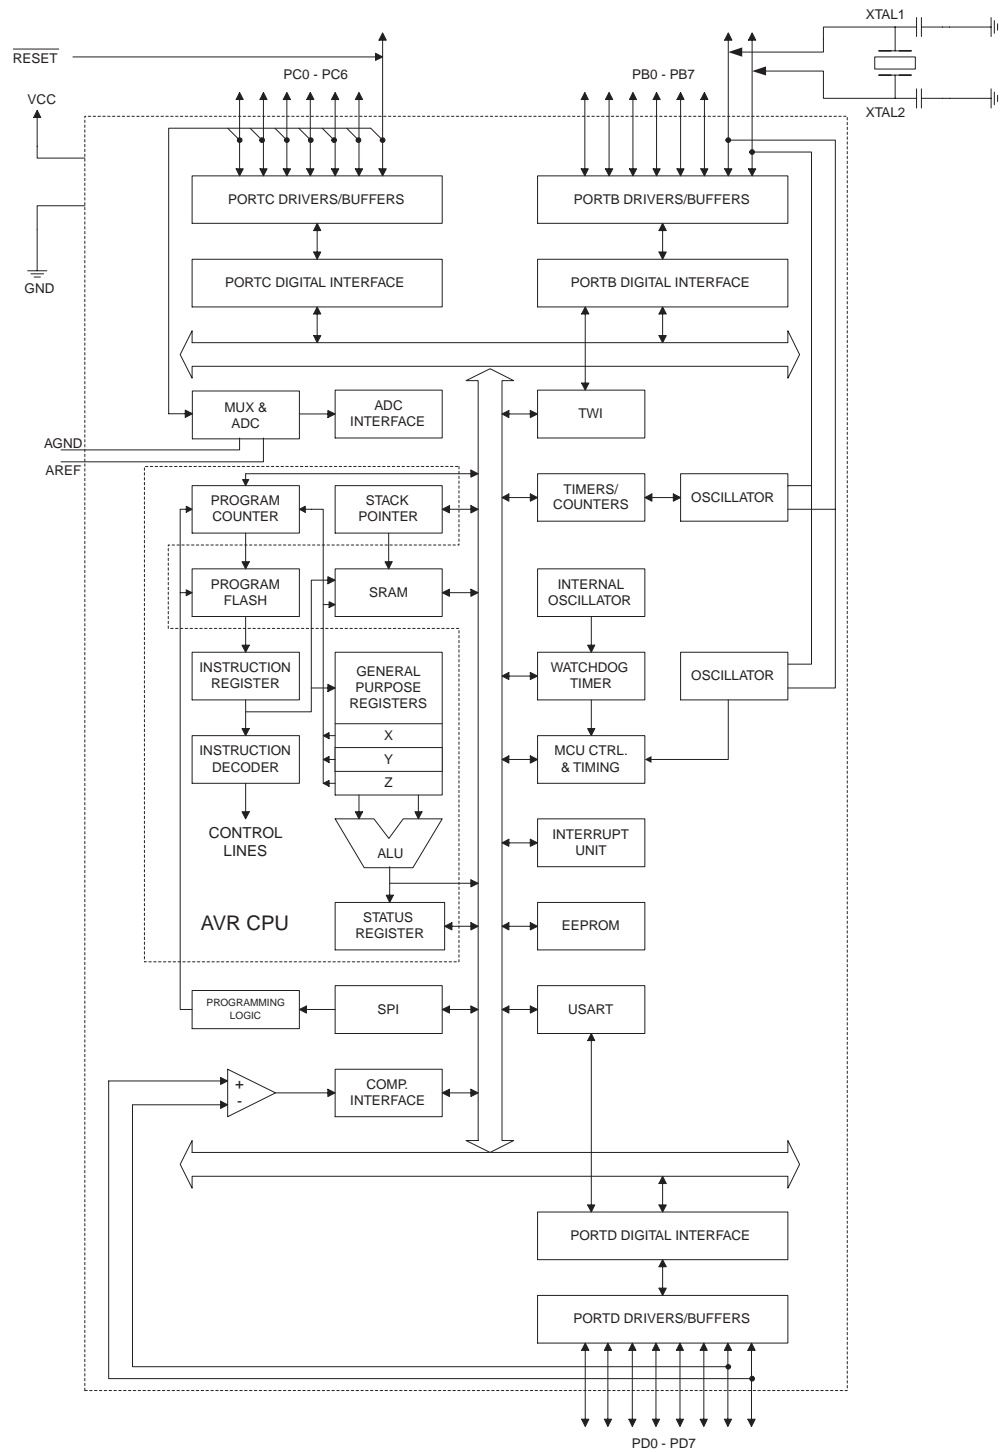 XTAL1
RESET
PC0 - PC6
PB0 - PB7
VCC
XTAL2
PORTC DRIVERS/BUFFERS
PORTB DRIVERS/BUFFERS
GND
PORTC DIGITAL INTERFACE
PORTB DIGITAL INTERFACE
MUX &
ADC
ADC
INTERFACE
TWI
AGND
AREF
PROGRAM
COUNTER
STACK
POINTER
TIMERS/
COUNTERS
OSCILLATOR
PROGRAM
FLASH
SRAM
INTERNAL
OSCILLATOR
INSTRUCTION
REGISTER
GENERAL
PURPOSE
REGISTERS
WATCHDOG
TIMER
OSCILLATOR
X
INSTRUCTION
DECODER
Y
Z
MCU CTRL.
& TIMING
CONTROL
LINES
ALU
INTERRUPT
UNIT
AVR CPU
STATUS
REGISTER
EEPROM
PROGRAMMING
LOGIC
SPI
USART
+
-
COMP.
INTERFACE
PORTD DIGITAL INTERFACE
PORTD DRIVERS/BUFFERS
PD0 - PD7